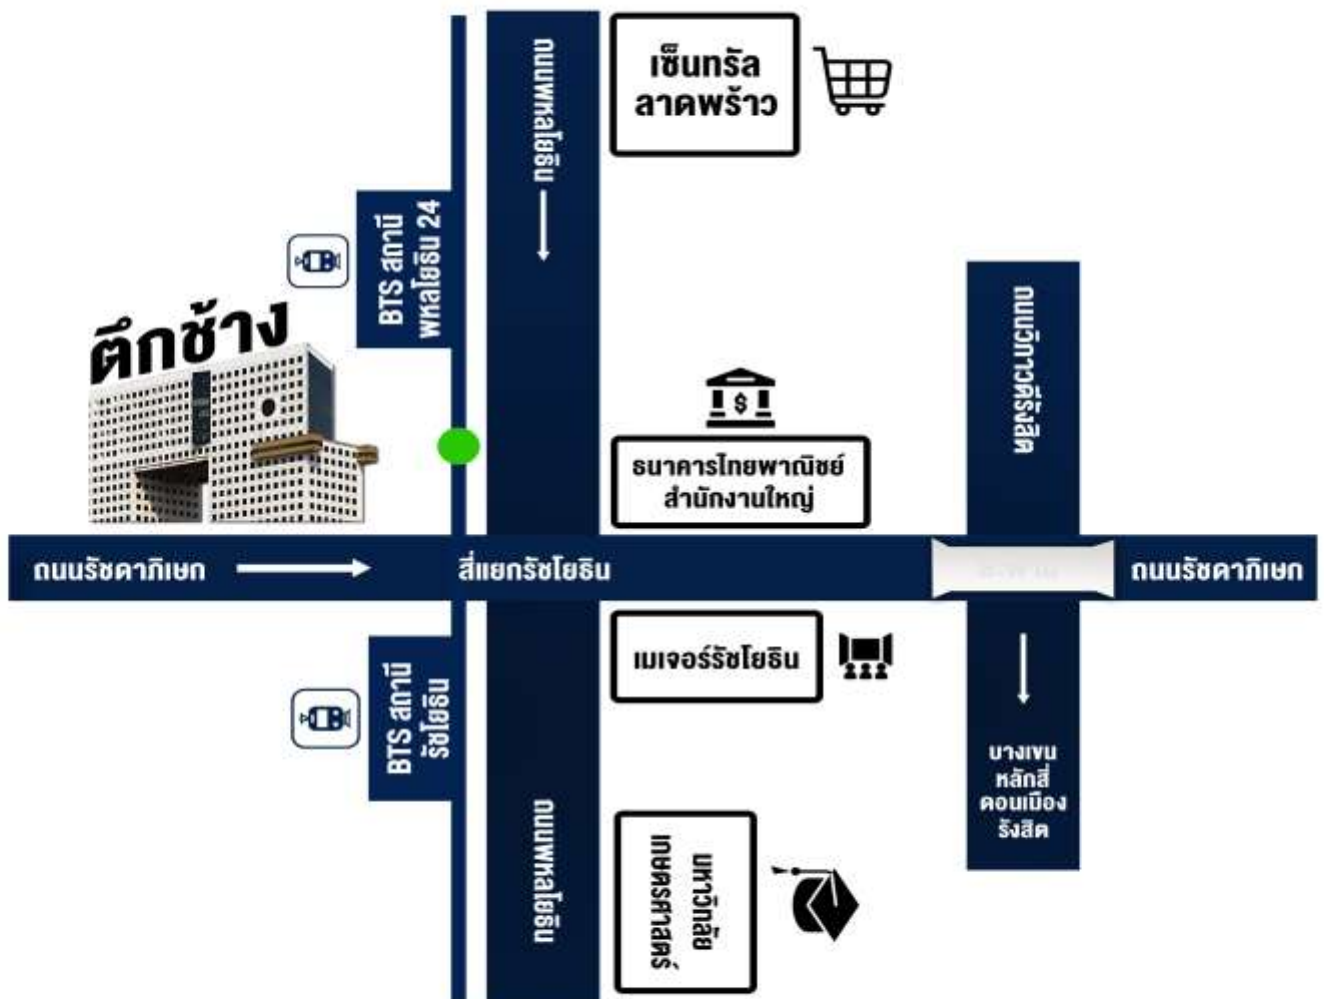 เซ็นทรัล
ลาดพร้าว
ถนนพหลโยธิน
BTS สถานี
พหลโยธิน 24
ตึกช้าง
ถนนวิภาวดีรังสิต
$
ธนาคารไทยพาณิชย์
สำนักงานใหญ่
ถนนรัชดาภิเษก
สี่แยกรัชโยธิน
ถนนรัชดาภิเษก
เมเจอร์รัชโยธิน
BTS สถานี
รัชโยธิน
บางเขน
หลักสี่
ดอนเมือง
รังสิต
ถนนพหลโยธิน
มหาวิทลัย
เกษตรศาสตร์